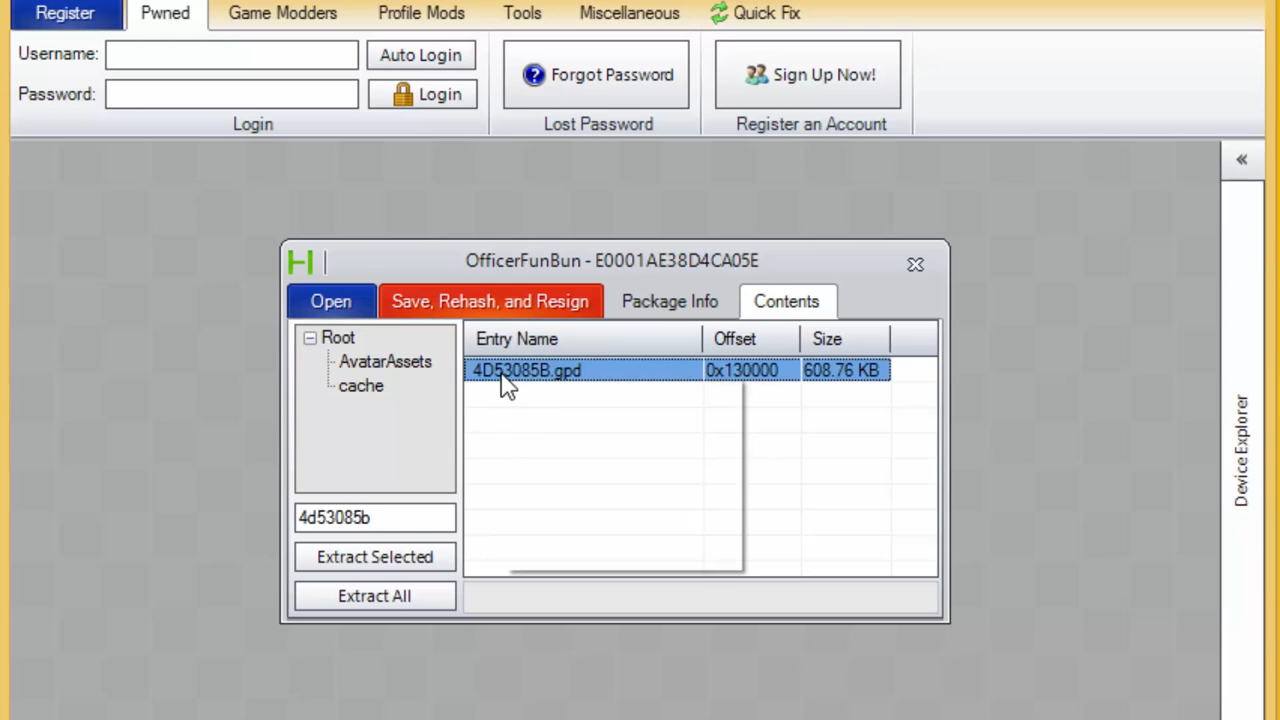 Register Pwned Game Modders Profile Mods Tools Miscellaneous Quick Fix
Username: Auto Login
Password: Login
Forgot Password
Sign Up Now!
Login Lost Password Register an Account
«
OfficerFunBun - E0001AE38D4CA05E
Open Save, Rehash, and Resign Package Info Contents
Root
AvatarAssets
cache
Entry Name Offset Size
4D53085B.gpd 0x130000 608.76 KB
4d53085b
Extract Selected
Extract All
Device Explorer